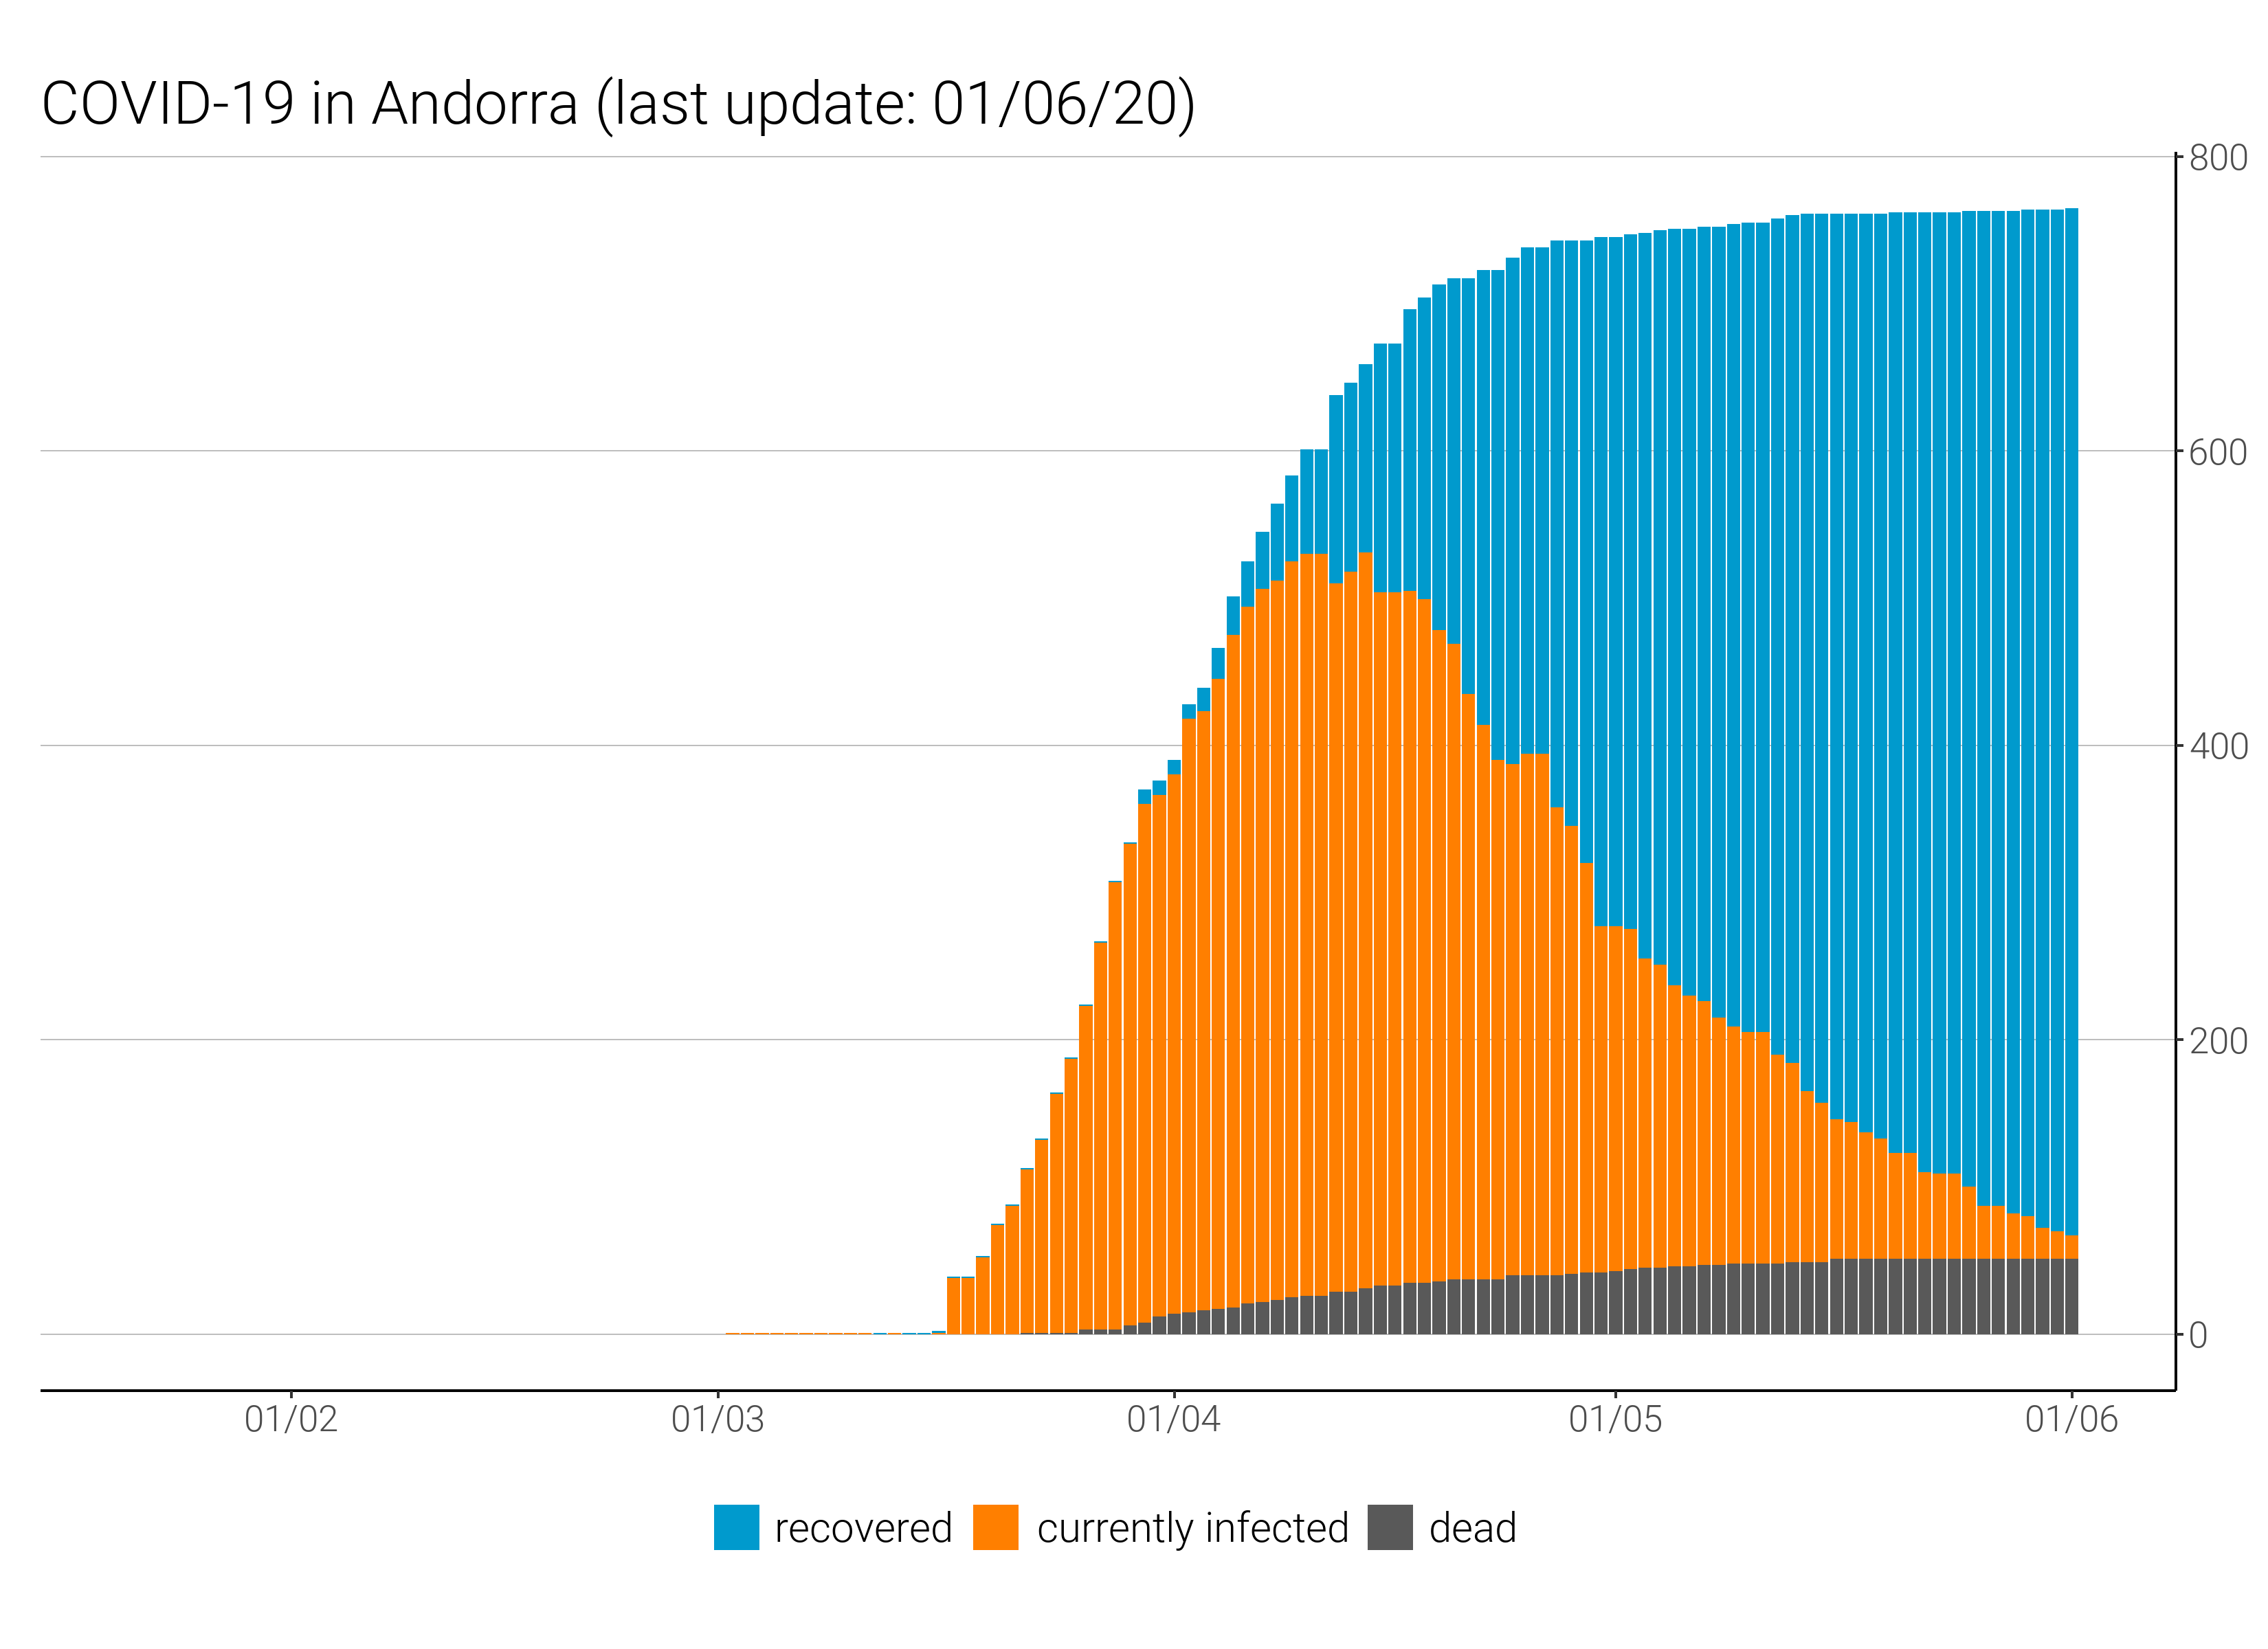 COVID-19 in Andorra (last update: 01/06/20)
800
600
400
200
0
01/02 01/03 01/04 01/05 01/06
recovered currently infected dead